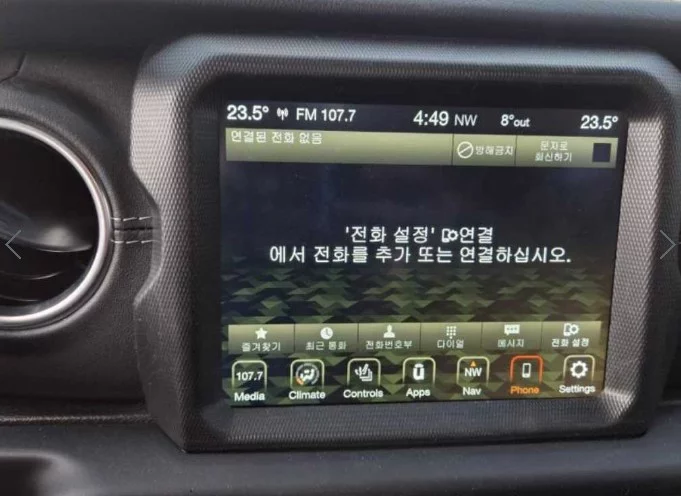 23.5° FM 107.7 4:49 NW 8°out 23.5°
연결된 전화 없음
방해금지
문자로
회신하기
'전화 설정' 연결
에서 전화를 추가 또는 연결하십시오.
즐겨찾기 최근 통화 전화번호부 다이얼 메시지 전화 설정
107.7 NW
Media Climate Controls Apps Nav Phone Settings